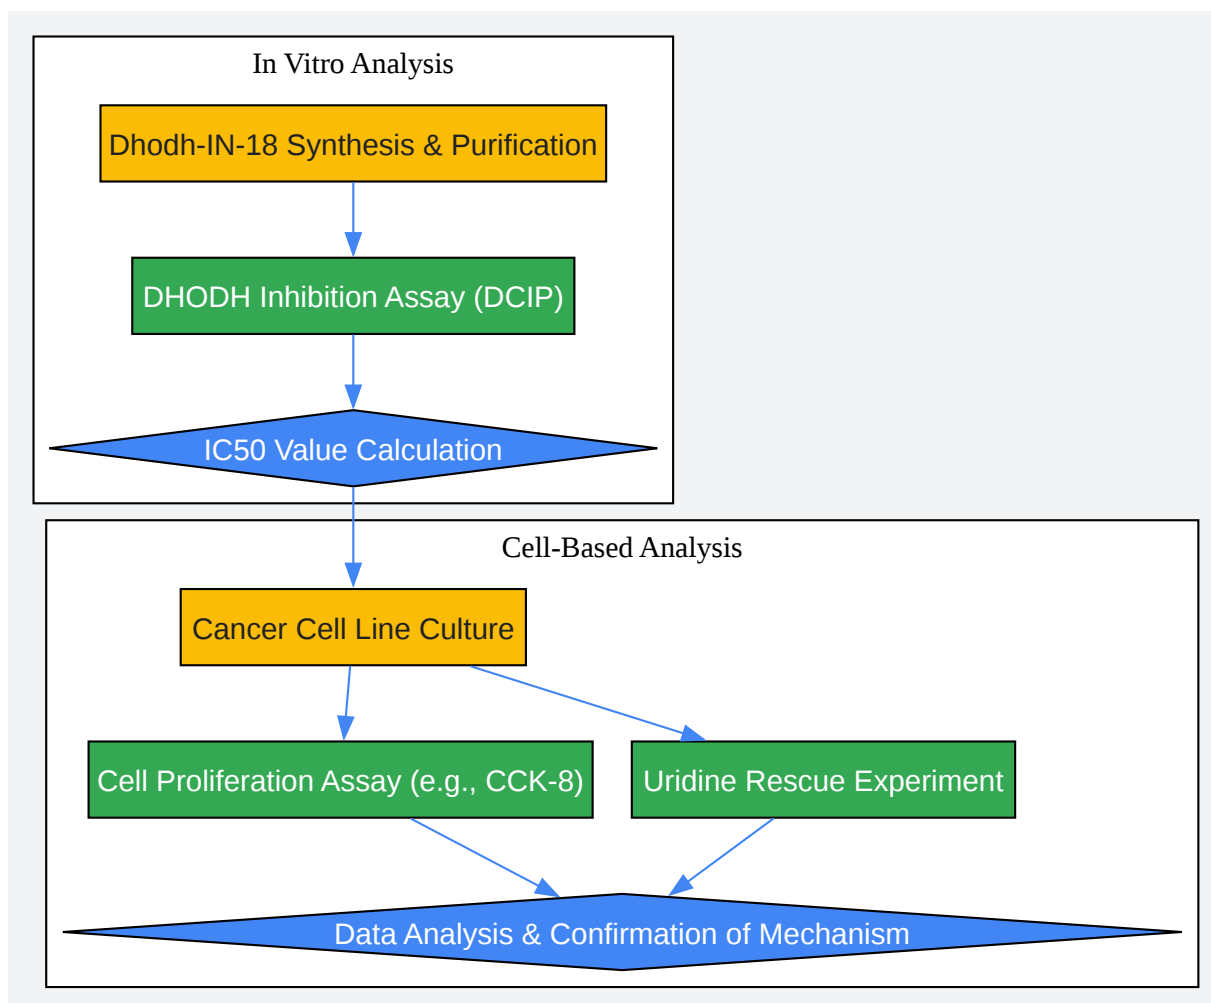 In Vitro Analysis
Dhodh-IN-18 Synthesis & Purification
DHODH Inhibition Assay (DCIP)
IC50 Value Calculation
Cell-Based Analysis
Cancer Cell Line Culture
Cell Proliferation Assay (e.g., CCK-8)
Uridine Rescue Experiment
Data Analysis & Confirmation of Mechanism